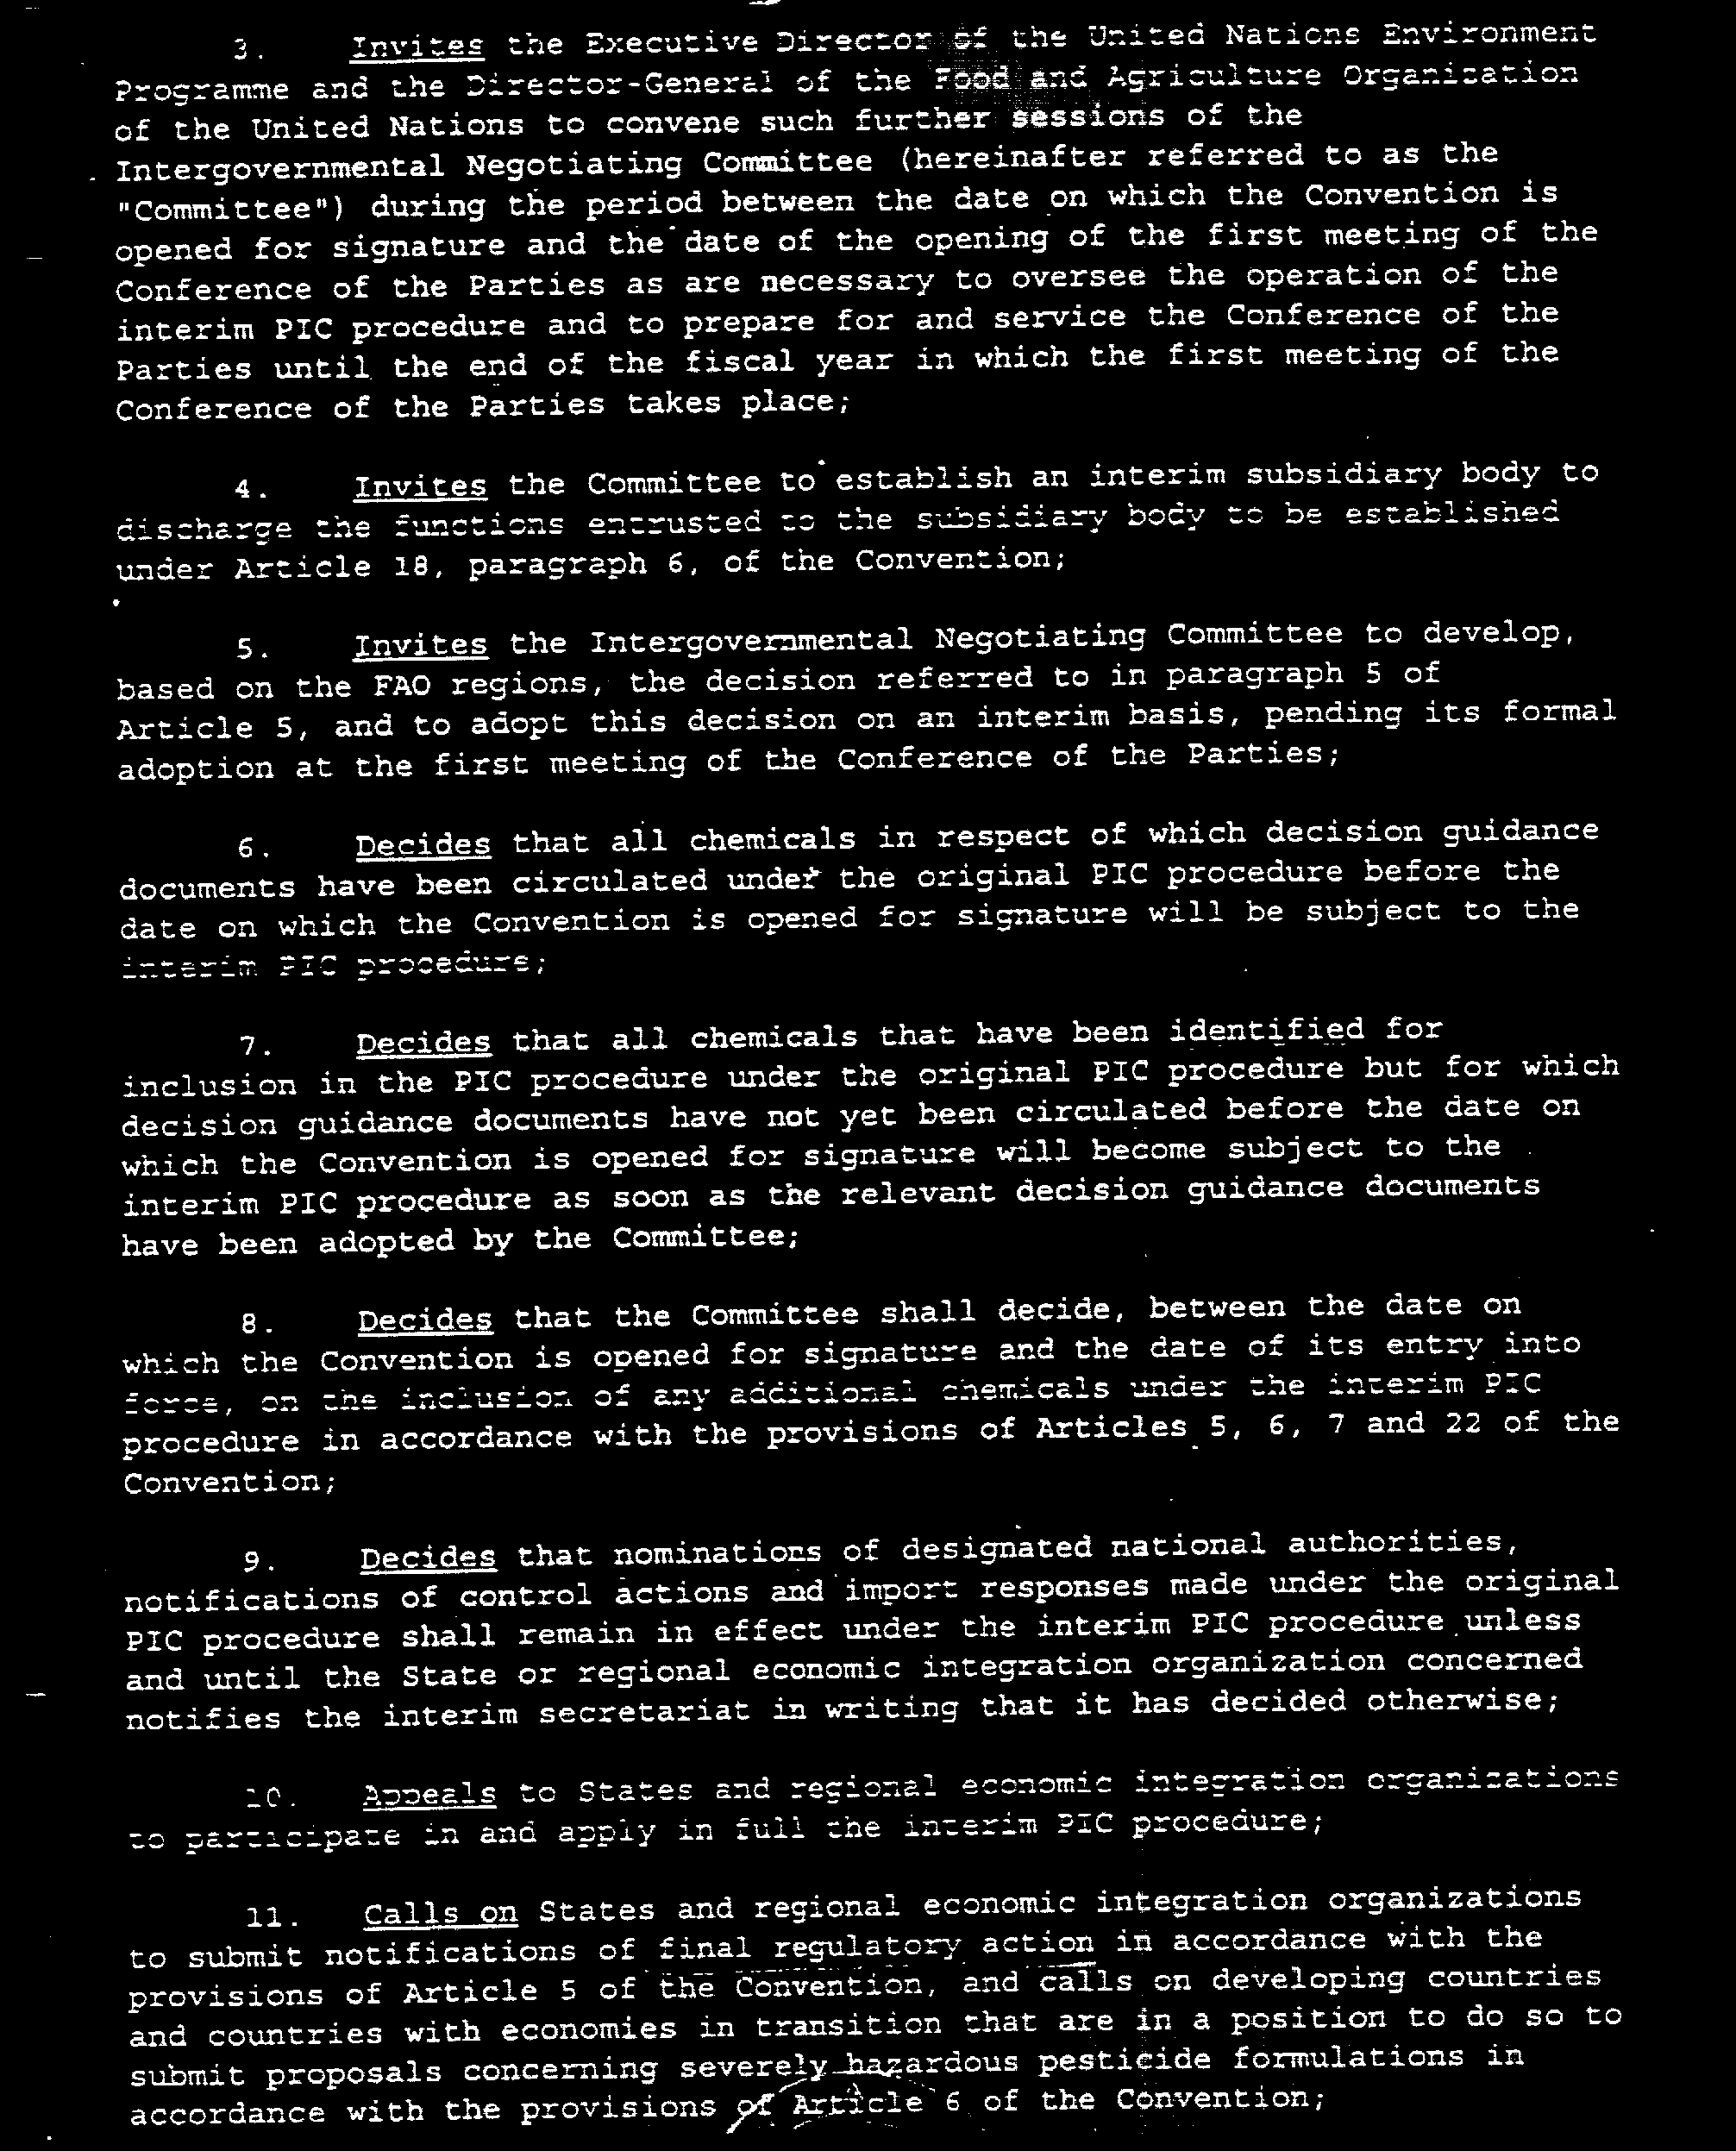 3. Invites the Executive Director of the United Nations Environment
Programme and the Director-General of the Food and Agriculture Organization
of the United Nations to convene such further sessions of the
Intergovernmental Negotiating Committee (hereinafter referred to as the
"Committee") during the period between the date on which the Convention is
opened for signature and the date of the opening of the first meeting of the
Conference of the Parties as are necessary to oversee the operation of the
interim PIC procedure and to prepare for and service the Conference of the
Parties until the end of the fiscal year in which the first meeting of the
Conference of the Parties takes place;
4. Invites the Committee to establish an interim subsidiary body to
discharge the functions entrusted to the subsidiary body to be established
under Article 18, paragraph 6, of the Convention;
5. Invites the Intergovernmental Negotiating Committee to develop,
based on the FAO regions, the decision referred to in paragraph 5 of
Article 5, and to adopt this decision on an interim basis, pending its formal
adoption at the first meeting of the Conference of the Parties;
6. Decides that all chemicals in respect of which decision guidance
documents have been circulated under the original PIC procedure before the
date on which the Convention is opened for signature will be subject to the
interim PIC procedure;
7. Decides that all chemicals that have been identified for
inclusion in the PIC procedure under the original PIC procedure but for which
decision guidance documents have not yet been circulated before the date on
which the Convention is opened for signature will become subject to the
interim PIC procedure as soon as the relevant decision guidance documents
have been adopted by the Committee;
8. Decides that the Committee shall decide, between the date on
which the Convention is opened for signature and the date of its entry into
force, on the inclusion of any additional chemicals under the interim PIC
procedure in accordance with the provisions of Articles 5, 6, 7 and 22 of the
Convention;
9. Decides that nominations of designated national authorities,
notifications of control actions and import responses made under the original
PIC procedure shall remain in effect under the interim PIC procedure unless
and until the State or regional economic integration organization concerned
notifies the interim secretariat in writing that it has decided otherwise;
10. Appeals to States and regional economic integration organizations
to participate in and apply in full the interim PIC procedure;
11. Calls on States and regional economic integration organizations
to submit notifications of final regulatory action in accordance with the
provisions of Article 5 of the Convention, and calls on developing countries
and countries with economies in transition that are in a position to do so to
submit proposals concerning severely hazardous pesticide formulations in
accordance with the provisions of Article 6 of the Convention;